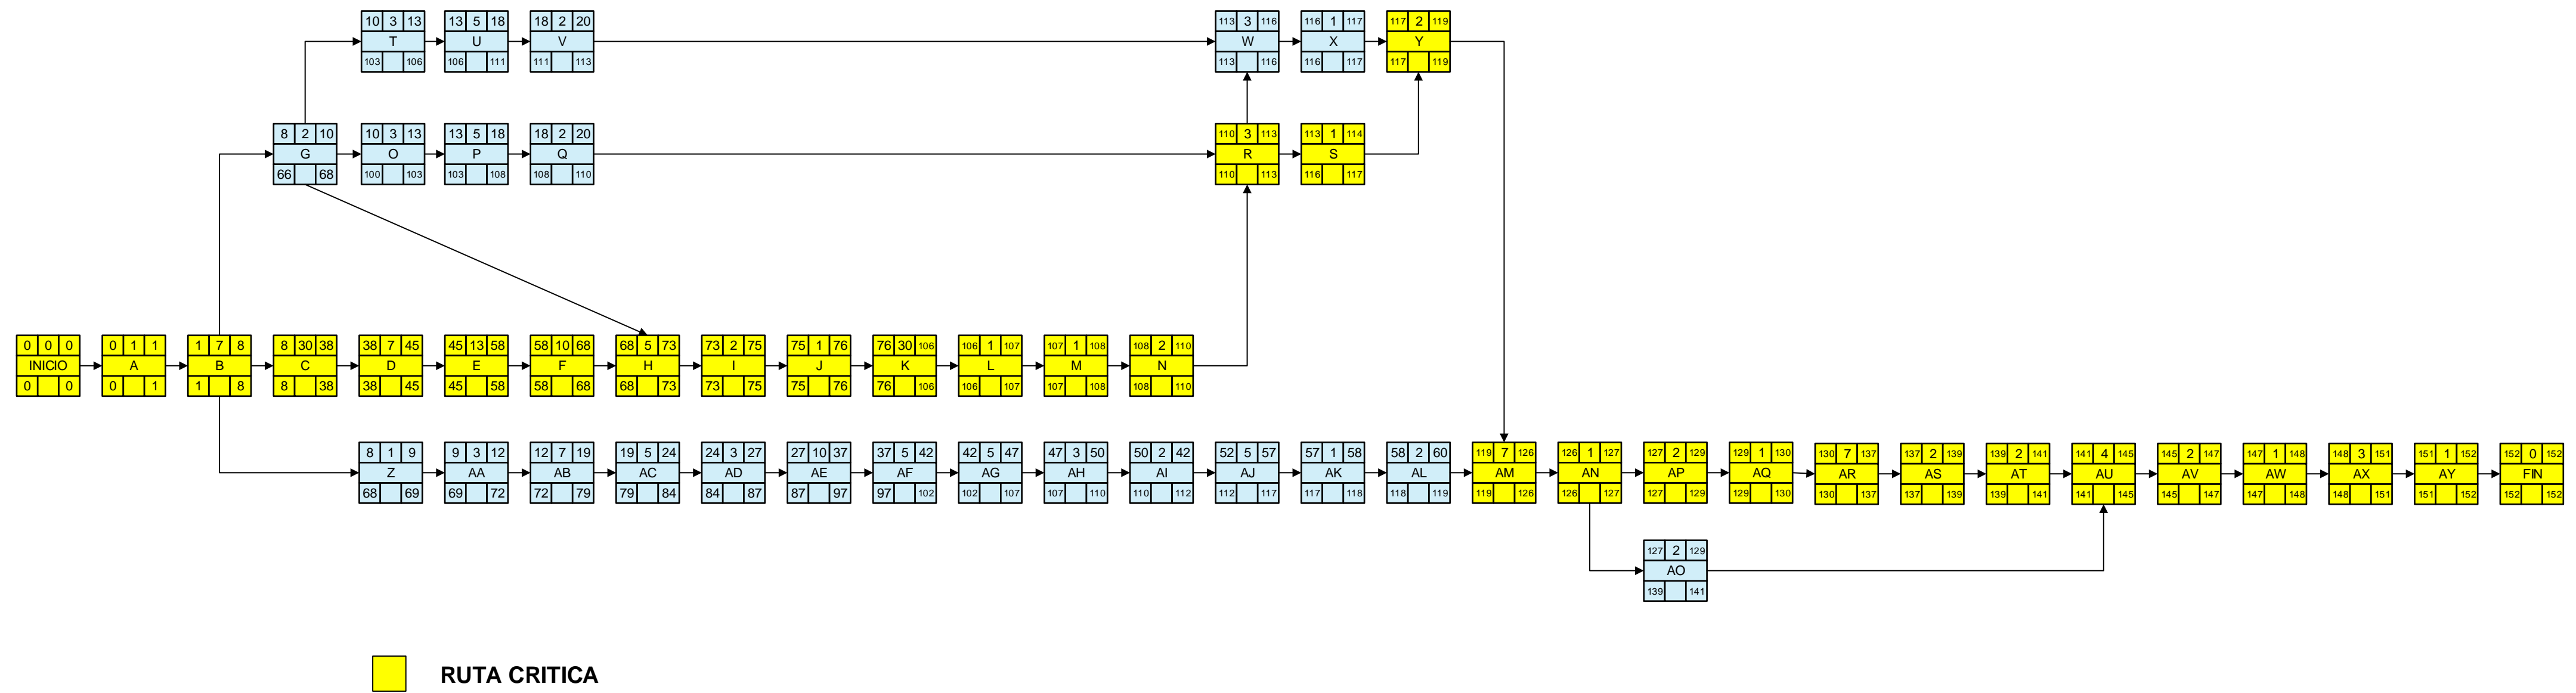 10 3 13 13 5 18 18 2 20 113 3 116 116 1 117 117 2 119
T U V W X Y
103 106 106 111 111 113 113 116 116 117 117 119
8 2 10 10 3 13 13 5 18 18 2 20 110 3 113 113 1 114
G O P Q R S
66 68 100 103 103 108 108 110 110 113 116 117
0 0 0 0 1 1 1 7 8 8 30 38 38 7 45 45 13 58 58 10 68 68 5 73 73 2 75 75 1 76 76 30 106 106 1 107 107 1 108 108 2 110
INICIO A B C D E F H I J K L M N
0 0 0 1 1 8 8 38 38 45 45 58 58 68 68 73 73 75 75 76 76 106 106 107 107 108 108 110
8 1 9 9 3 12 12 7 19 19 5 24 24 3 27 27 10 37 37 5 42 42 5 47 47 3 50 50 2 42 52 5 57 57 1 58 58 2 60 119 7 126 126 1 127 127 2 129 129 1 130 130 7 137 137 2 139 139 2 141 141 4 145 145 2 147 147 1 148 148 3 151 151 1 152 152 0 152
Z AA AB AC AD AE AF AG AH AI AJ AK AL AM AN AP AQ AR AS AT AU AV AW AX AY FIN
68 69 69 72 72 79 79 84 84 87 87 97 97 102 102 107 107 110 110 112 112 117 117 118 118 119 119 126 126 127 127 129 129 130 130 137 137 139 139 141 141 145 145 147 147 148 148 151 151 152 152 152
127 2 129
AO
139 141
RUTA CRITICA